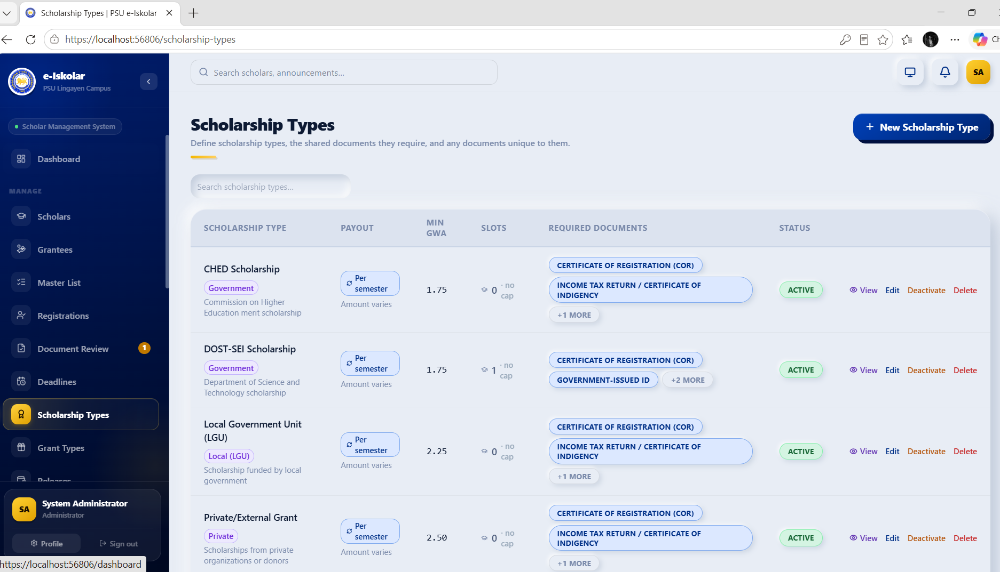 Scholarship Types | PSU e-Iskolar
https://localhost:56806/scholarship-types
e-Iskolar
PSU Lingayen Campus
Scholar Management System
Dashboard
MANAGE
Scholars
Grantees
Master List
Registrations
Document Review
1
Deadlines
Scholarship Types
Grant Types
Releases
SA
System Administrator
Administrator
Profile
Sign out
https://localhost:56806/dashboard
Search scholars, announcements...
SA
Scholarship Types
Define scholarship types, the shared documents they require, and any documents unique to them.
+ New Scholarship Type
Search scholarship types...
SCHOLARSHIP TYPE
PAYOUT
MIN
GWA
SLOTS
REQUIRED DOCUMENTS
STATUS
CHED Scholarship
Government
Commission on Higher
Education merit scholarship
Per
semester
Amount varies
1.75
0 · no
cap
CERTIFICATE OF REGISTRATION (COR)
INCOME TAX RETURN / CERTIFICATE OF
INDIGENCY
+1 MORE
ACTIVE
View Edit Deactivate Delete
DOST-SEI Scholarship
Government
Department of Science and
Technology scholarship
Per
semester
Amount varies
1.75
1 · no
cap
CERTIFICATE OF REGISTRATION (COR)
GOVERNMENT-ISSUED ID +2 MORE
ACTIVE
View Edit Deactivate Delete
Local Government Unit
(LGU)
Local (LGU)
Scholarship funded by local
government
Per
semester
Amount varies
2.25
0 · no
cap
CERTIFICATE OF REGISTRATION (COR)
INCOME TAX RETURN / CERTIFICATE OF
INDIGENCY
+1 MORE
ACTIVE
View Edit Deactivate Delete
Private/External Grant
Private
Scholarships from private
organizations or donors
Per
semester
Amount varies
2.50
0 · no
cap
CERTIFICATE OF REGISTRATION (COR)
INCOME TAX RETURN / CERTIFICATE OF
INDIGENCY
+1 MORE
ACTIVE
View Edit Deactivate Delete